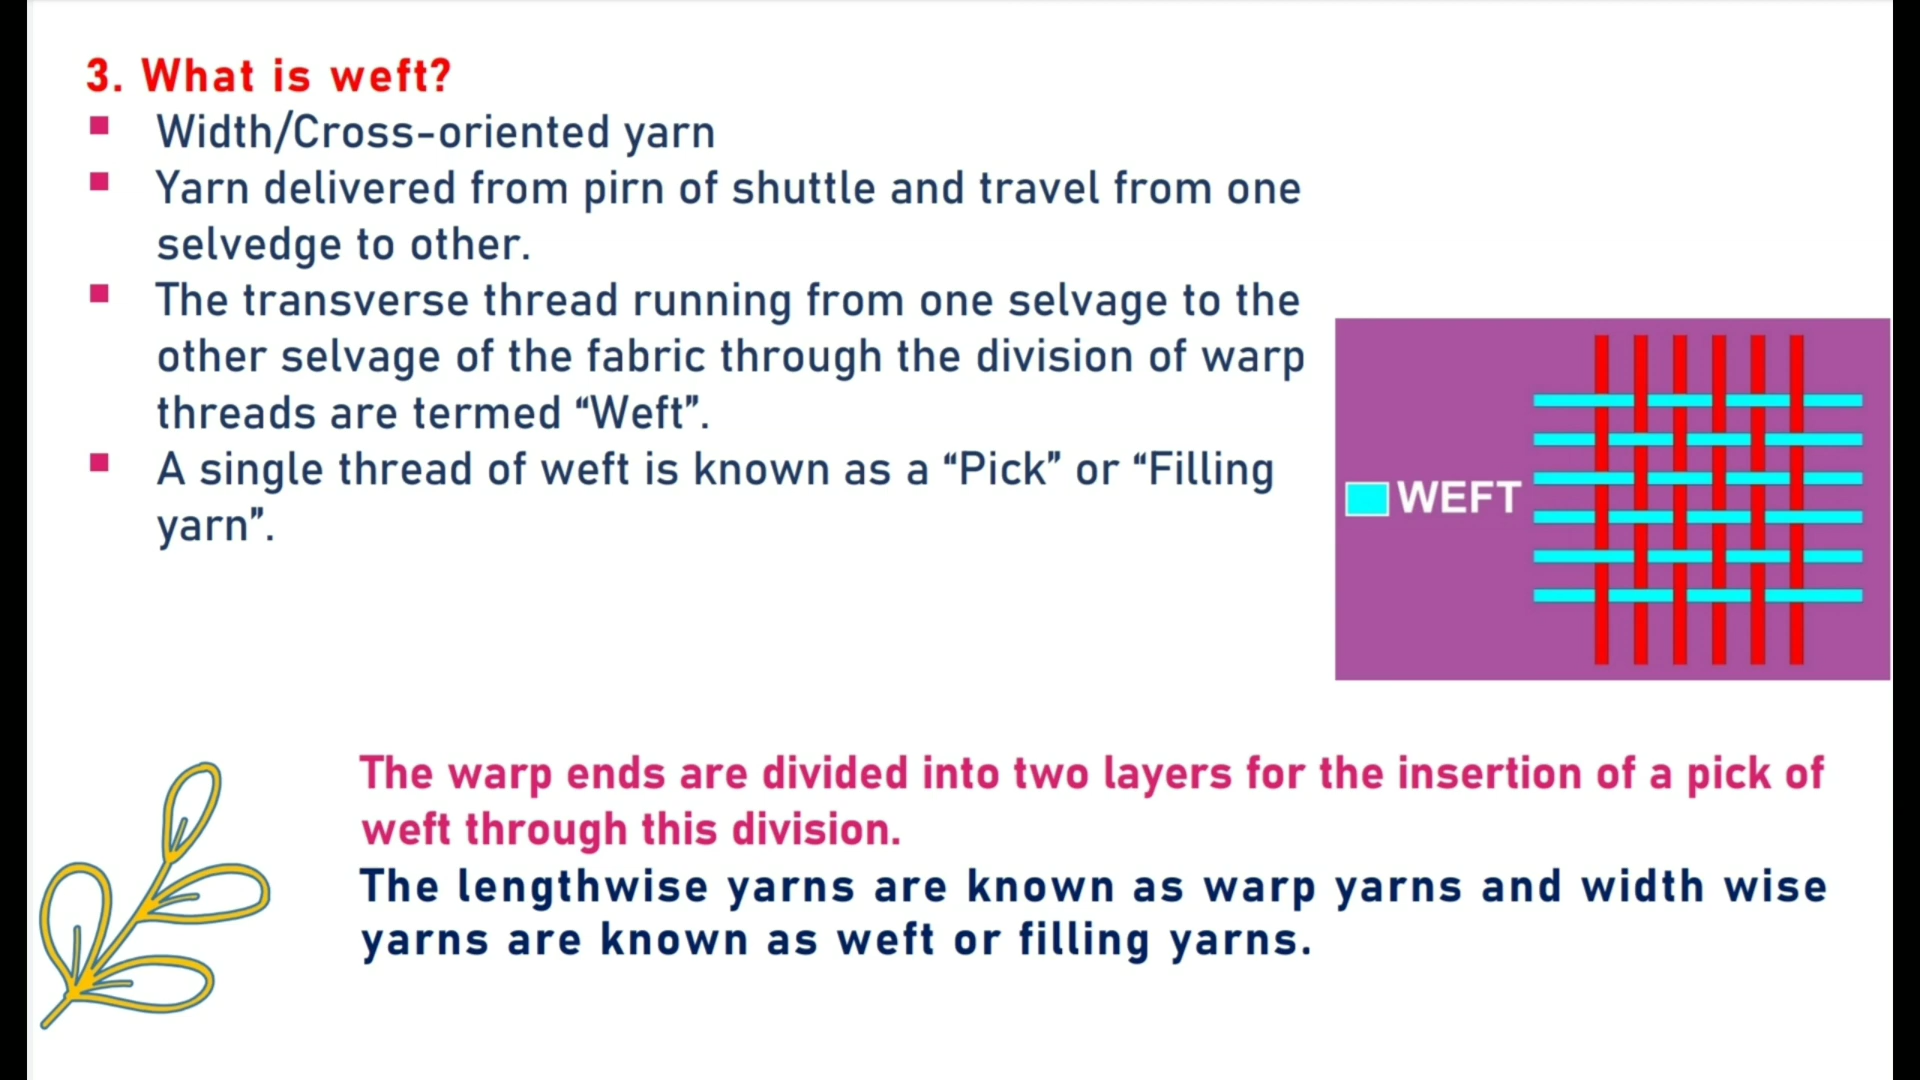 3. What is weft?
Width/Cross-oriented yarn
Yarn delivered from pirn of shuttle and travel from one
selvedge to other.
The transverse thread running from one selvage to the
other selvage of the fabric through the division of warp
threads are termed “Weft”.
A single thread of weft is known as a “Pick” or “Filling
yarn”.
WEFT
The warp ends are divided into two layers for the insertion of a pick of
weft through this division.
The lengthwise yarns are known as warp yarns and width wise
yarns are known as weft or filling yarns.